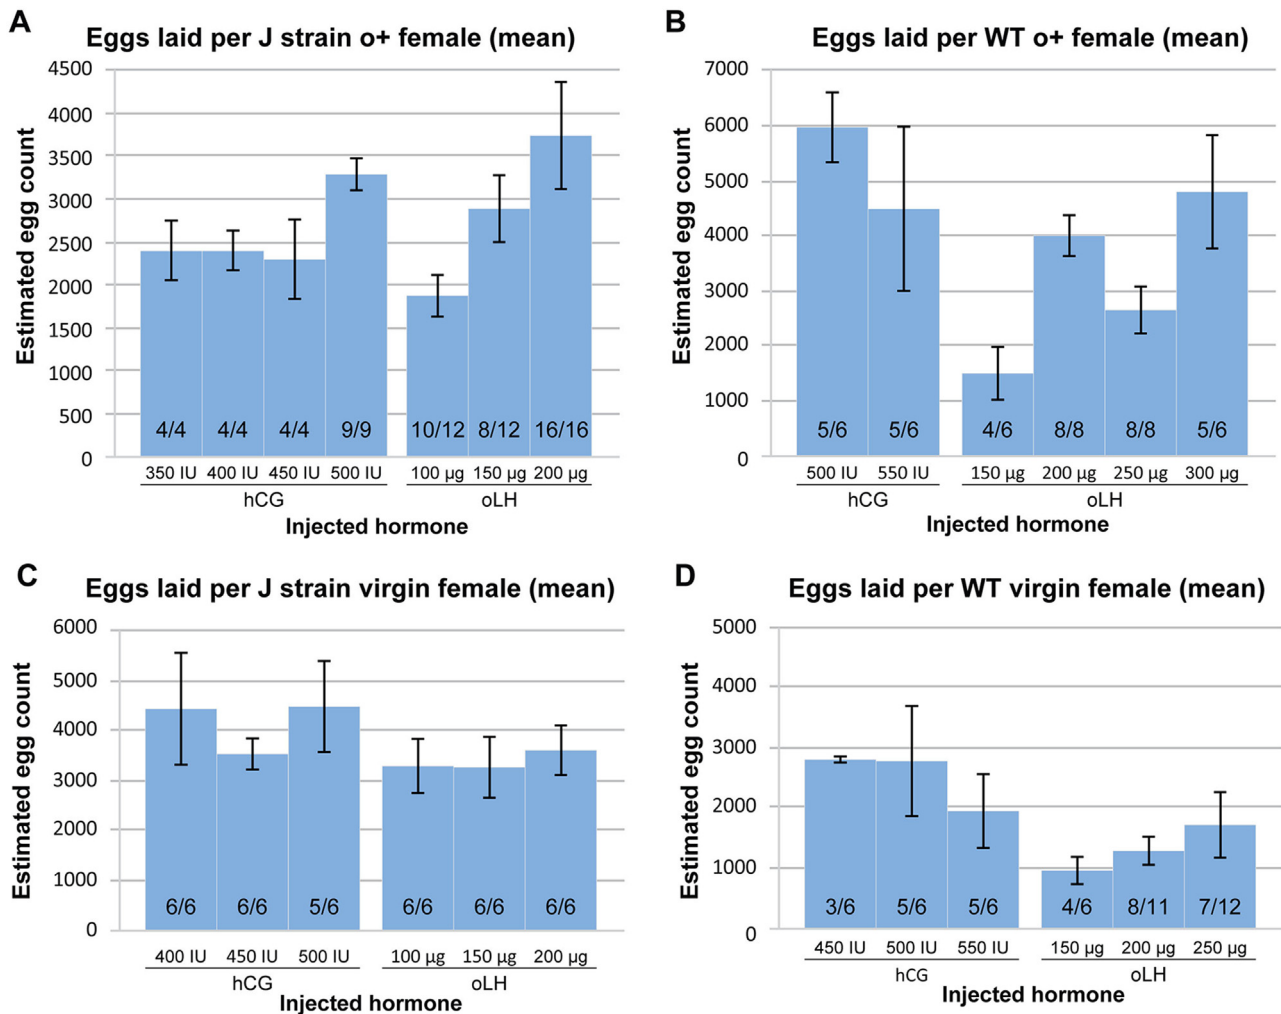 A
Eggs laid per J strain o+ female (mean)
Estimated egg count
4500
4000
3500
3000
2500
2000
1500
1000
500
0
4/4 4/4 4/4 9/9 10/12 8/12 16/16
350 IU 400 IU 450 IU 500 IU 100 µg 150 µg 200 µg
hCG oLH
Injected hormone
B
Eggs laid per WT o+ female (mean)
Estimated egg count
7000
6000
5000
4000
3000
2000
1000
0
5/6 5/6 4/6 8/8 8/8 5/6
500 IU 550 IU 150 µg 200 µg 250 µg 300 µg
hCG oLH
Injected hormone
C
Eggs laid per J strain virgin female (mean)
Estimated egg count
6000
5000
4000
3000
2000
1000
0
6/6 6/6 5/6 6/6 6/6 6/6
400 IU 450 IU 500 IU 100 µg 150 µg 200 µg
hCG oLH
Injected hormone
D
Eggs laid per WT virgin female (mean)
Estimated egg count
5000
4000
3000
2000
1000
0
3/6 5/6 5/6 4/6 8/11 7/12
450 IU 500 IU 550 IU 150 µg 200 µg 250 µg
hCG oLH
Injected hormone